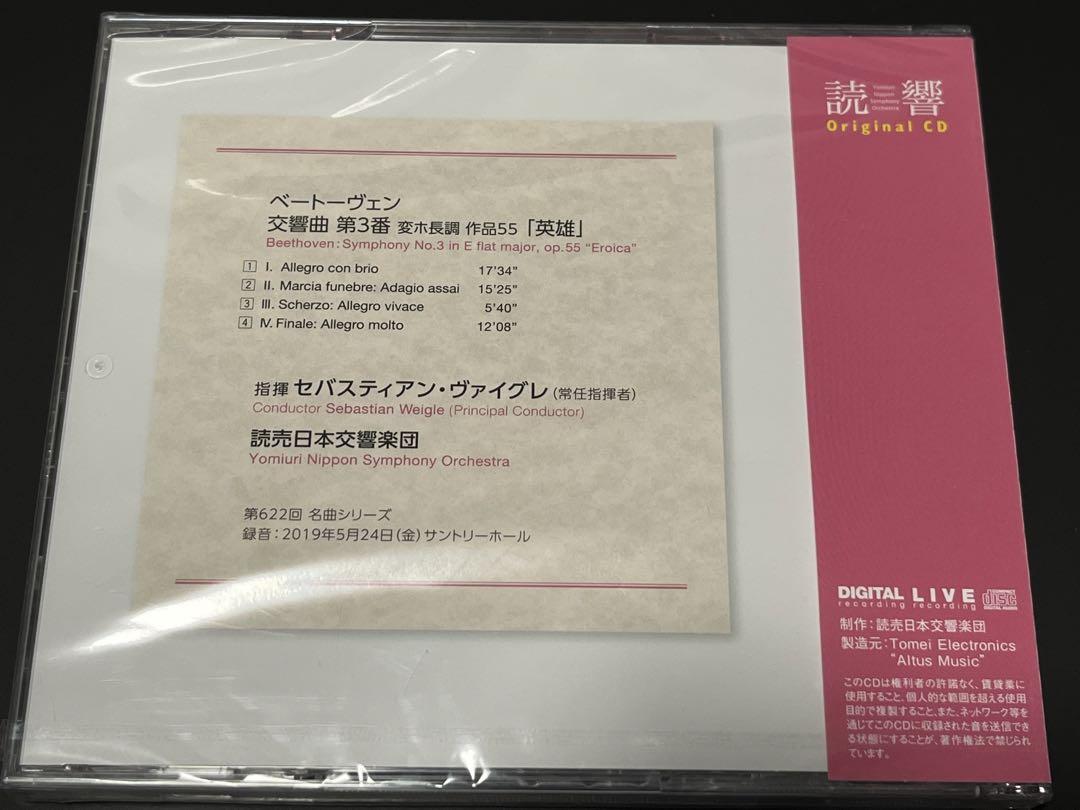 ベートーヴェン
交響曲 第3番 変ホ長調 作品55「英雄」
Beethoven: Symphony No.3 in E flat major, op.55 "Eroica"
1 I. Allegro con brio 17'34"
2 II. Marcia funebre: Adagio assai 15'25"
3 III. Scherzo: Allegro vivace 5'40"
4 IV. Finale: Allegro molto 12'08"
指揮 セバスティアン・ヴァイグレ（常任指揮者）
Conductor Sebastian Weigle (Principal Conductor)
読売日本交響楽団
Yomiuri Nippon Symphony Orchestra
第622回 名曲シリーズ
録音：2019年5月24日（金）サントリーホール
読響
Yomiuri
Nippon
Symphony
Orchestra
Original CD
DIGITAL LIVE
recording recording
COMPACT
disc
DIGITAL AUDIO
制作：読売日本交響楽団
製造元：Tomei Electronics
"Altus Music"
このCDは権利者の許諾なく、賃貸業に
使用すること、個人的な範囲を超える使用
目的で複製すること、また、ネットワーク等を
通じてこのCDに収録された音を送信でき
る状態にすることが、著作権法で禁じられ
ています。